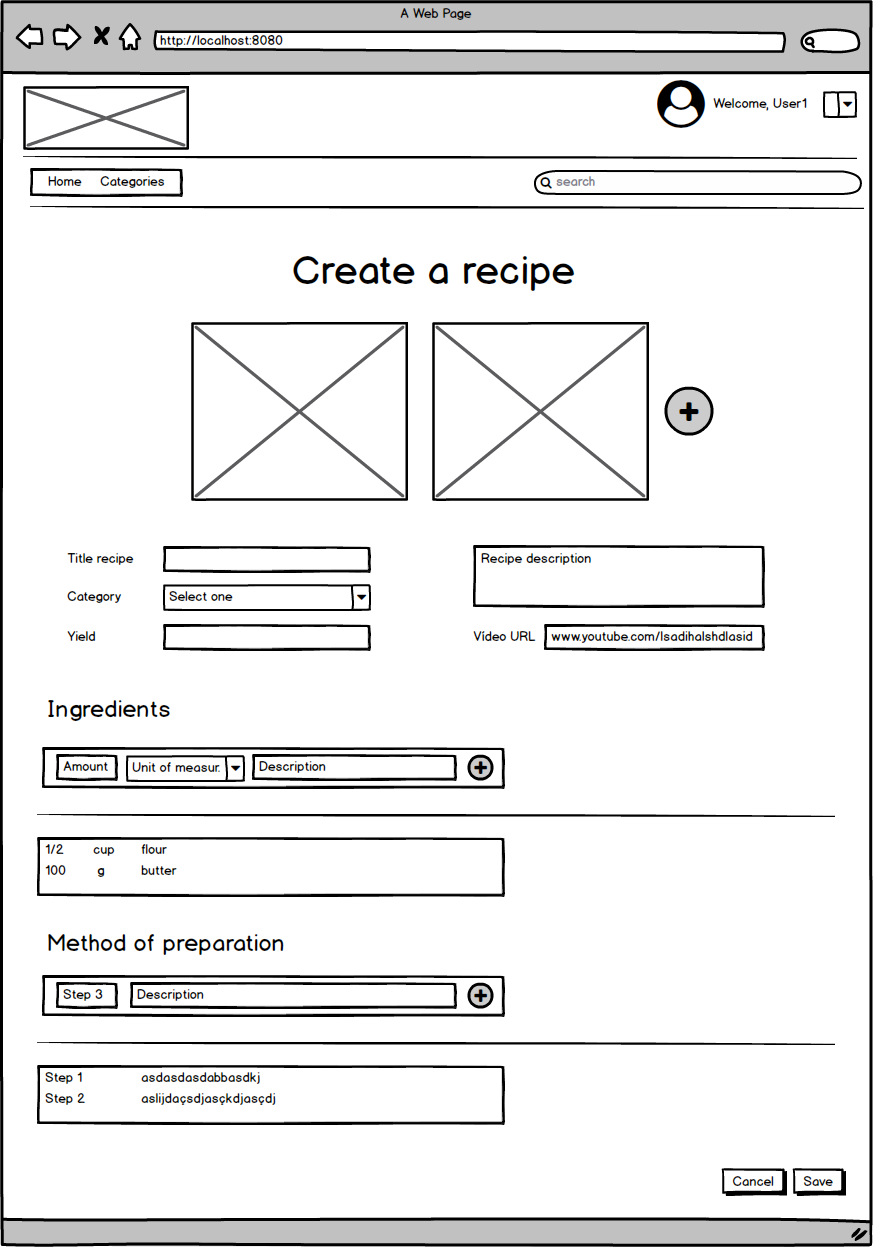 A Web Page
http://localhost:8080
Welcome, User1
Home Categories
search
Create a recipe
Title recipe
Recipe description
Category Select one
Yield
Vídeo URL www.youtube.com/lsadihalshdlasid
Ingredients
Amount Unit of measur. Description
1/2 cup flour
100 g butter
Method of preparation
Step 3 Description
Step 1 asdasdasdabbasdkj
Step 2 aslijdaçsdjasçkdjasçdj
Cancel Save